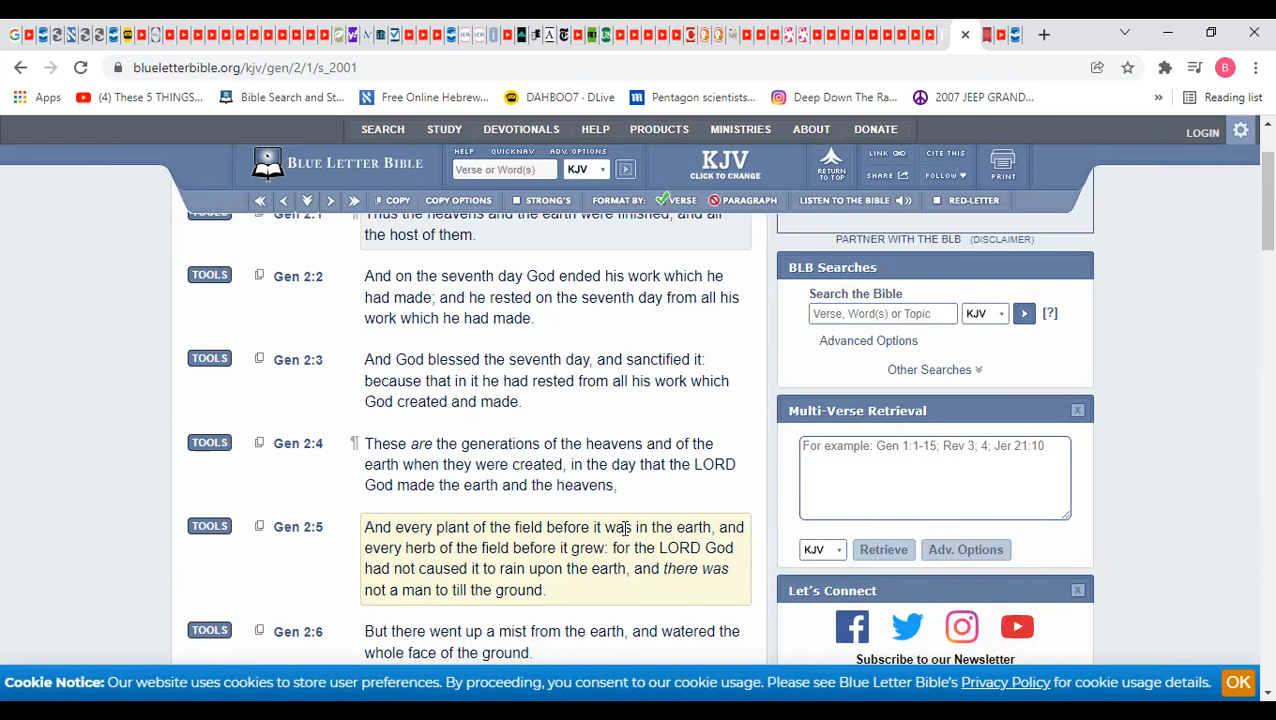 blueletterbible.org/kjv/gen/2/1/s_2001
B
Apps
(4) These 5 THINGS...
Bible Search and St...
Free Online Hebrew...
DAHBOO7 - DLive
Pentagon scientists...
Deep Down The Ra...
2007 JEEP GRAND...
»
Reading list
SEARCH STUDY DEVOTIONALS HELP PRODUCTS MINISTRIES ABOUT DONATE
LOGIN
BLUE LETTER BIBLE
HELP QUICKNAV ADV. OPTIONS
Verse or Word(s) KJV
KJV
CLICK TO CHANGE
RETURN
TO TOP
LINK
SHARE
CITE THIS
FOLLOW
PRINT
COPY COPY OPTIONS STRONG'S FORMAT BY: VERSE PARAGRAPH LISTEN TO THE BIBLE RED-LETTER
TOOLS Gen 2:1 ¶ Thus the heavens and the earth were finished, and all
the host of them.
TOOLS Gen 2:2 And on the seventh day God ended his work which he
had made; and he rested on the seventh day from all his
work which he had made.
TOOLS Gen 2:3 And God blessed the seventh day, and sanctified it:
because that in it he had rested from all his work which
God created and made.
TOOLS Gen 2:4 ¶ These are the generations of the heavens and of the
earth when they were created, in the day that the LORD
God made the earth and the heavens,
TOOLS Gen 2:5 And every plant of the field before it was in the earth, and
every herb of the field before it grew: for the LORD God
had not caused it to rain upon the earth, and there was
not a man to till the ground.
TOOLS Gen 2:6 But there went up a mist from the earth, and watered the
whole face of the ground.
PARTNER WITH THE BLB (DISCLAIMER)
BLB Searches
Search the Bible
Verse, Word(s) or Topic KJV [?]
Advanced Options
Other Searches
Multi-Verse Retrieval x
For example: Gen 1:1-15; Rev 3; 4; Jer 21:10
KJV Retrieve Adv. Options
Let's Connect x
Subscribe to our Newsletter
Cookie Notice: Our website uses cookies to store user preferences. By proceeding, you consent to our cookie usage. Please see Blue Letter Bible's Privacy Policy for cookie usage details. OK